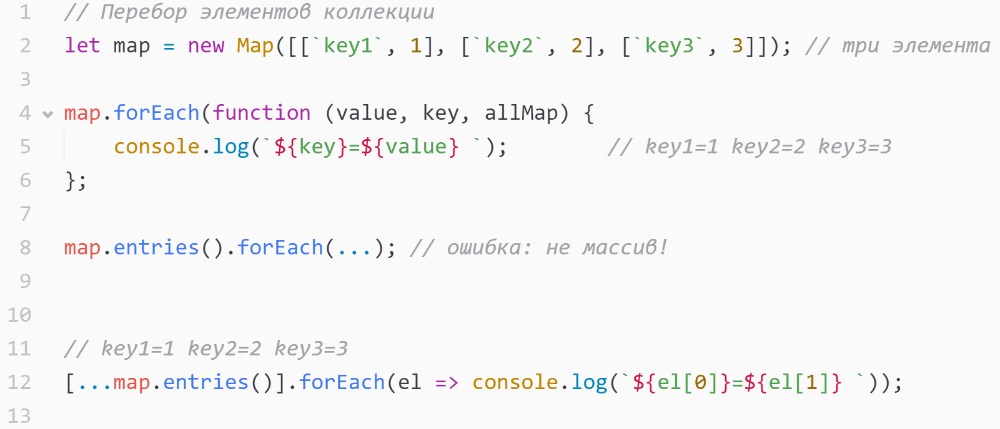 1 // Перебор элементов коллекции
2 let map = new Map([[`key1`, 1], [`key2`, 2], [`key3`, 3]]); // три элемента
3
4 map.forEach(function (value, key, allMap) {
5     console.log(`${key}=${value} `);        // key1=1 key2=2 key3=3
6 };
7
8 map.entries().forEach(...); // ошибка: не массив!
9
10
11 // key1=1 key2=2 key3=3
12 [...map.entries()].forEach(el => console.log(`${el[0]}=${el[1]} `));
13